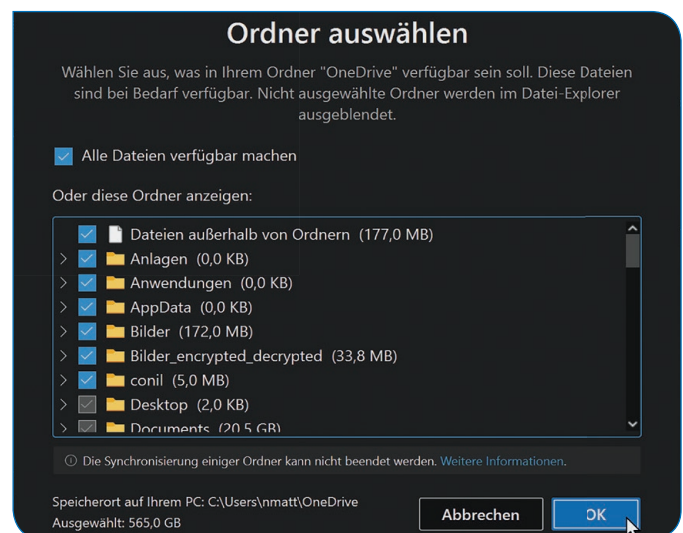 Ordner auswählen
Wählen Sie aus, was in Ihrem Ordner "OneDrive" verfügbar sein soll. Diese Dateien
sind bei Bedarf verfügbar. Nicht ausgewählte Ordner werden im Datei-Explorer
ausgeblendet.
Alle Dateien verfügbar machen
Oder diese Ordner anzeigen:
Dateien außerhalb von Ordnern (177,0 MB)
Anlagen (0,0 KB)
Anwendungen (0,0 KB)
AppData (0,0 KB)
Bilder (172,0 MB)
Bilder_encrypted_decrypted (33,8 MB)
conil (5,0 MB)
Desktop (2,0 KB)
Documents (20,5 GB)
Die Synchronisierung einiger Ordner kann nicht beendet werden. Weitere Informationen.
Speicherort auf Ihrem PC: C:\Users\nmatt\OneDrive
Ausgewählt: 565,0 GB
Abbrechen
OK